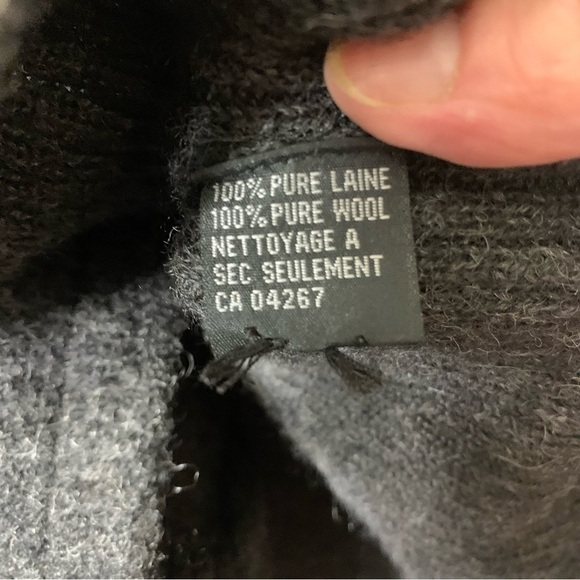 100% PURE LAINE
100% PURE WOOL
NETTOYAGE A
SEC SEULEMENT
CA 04267